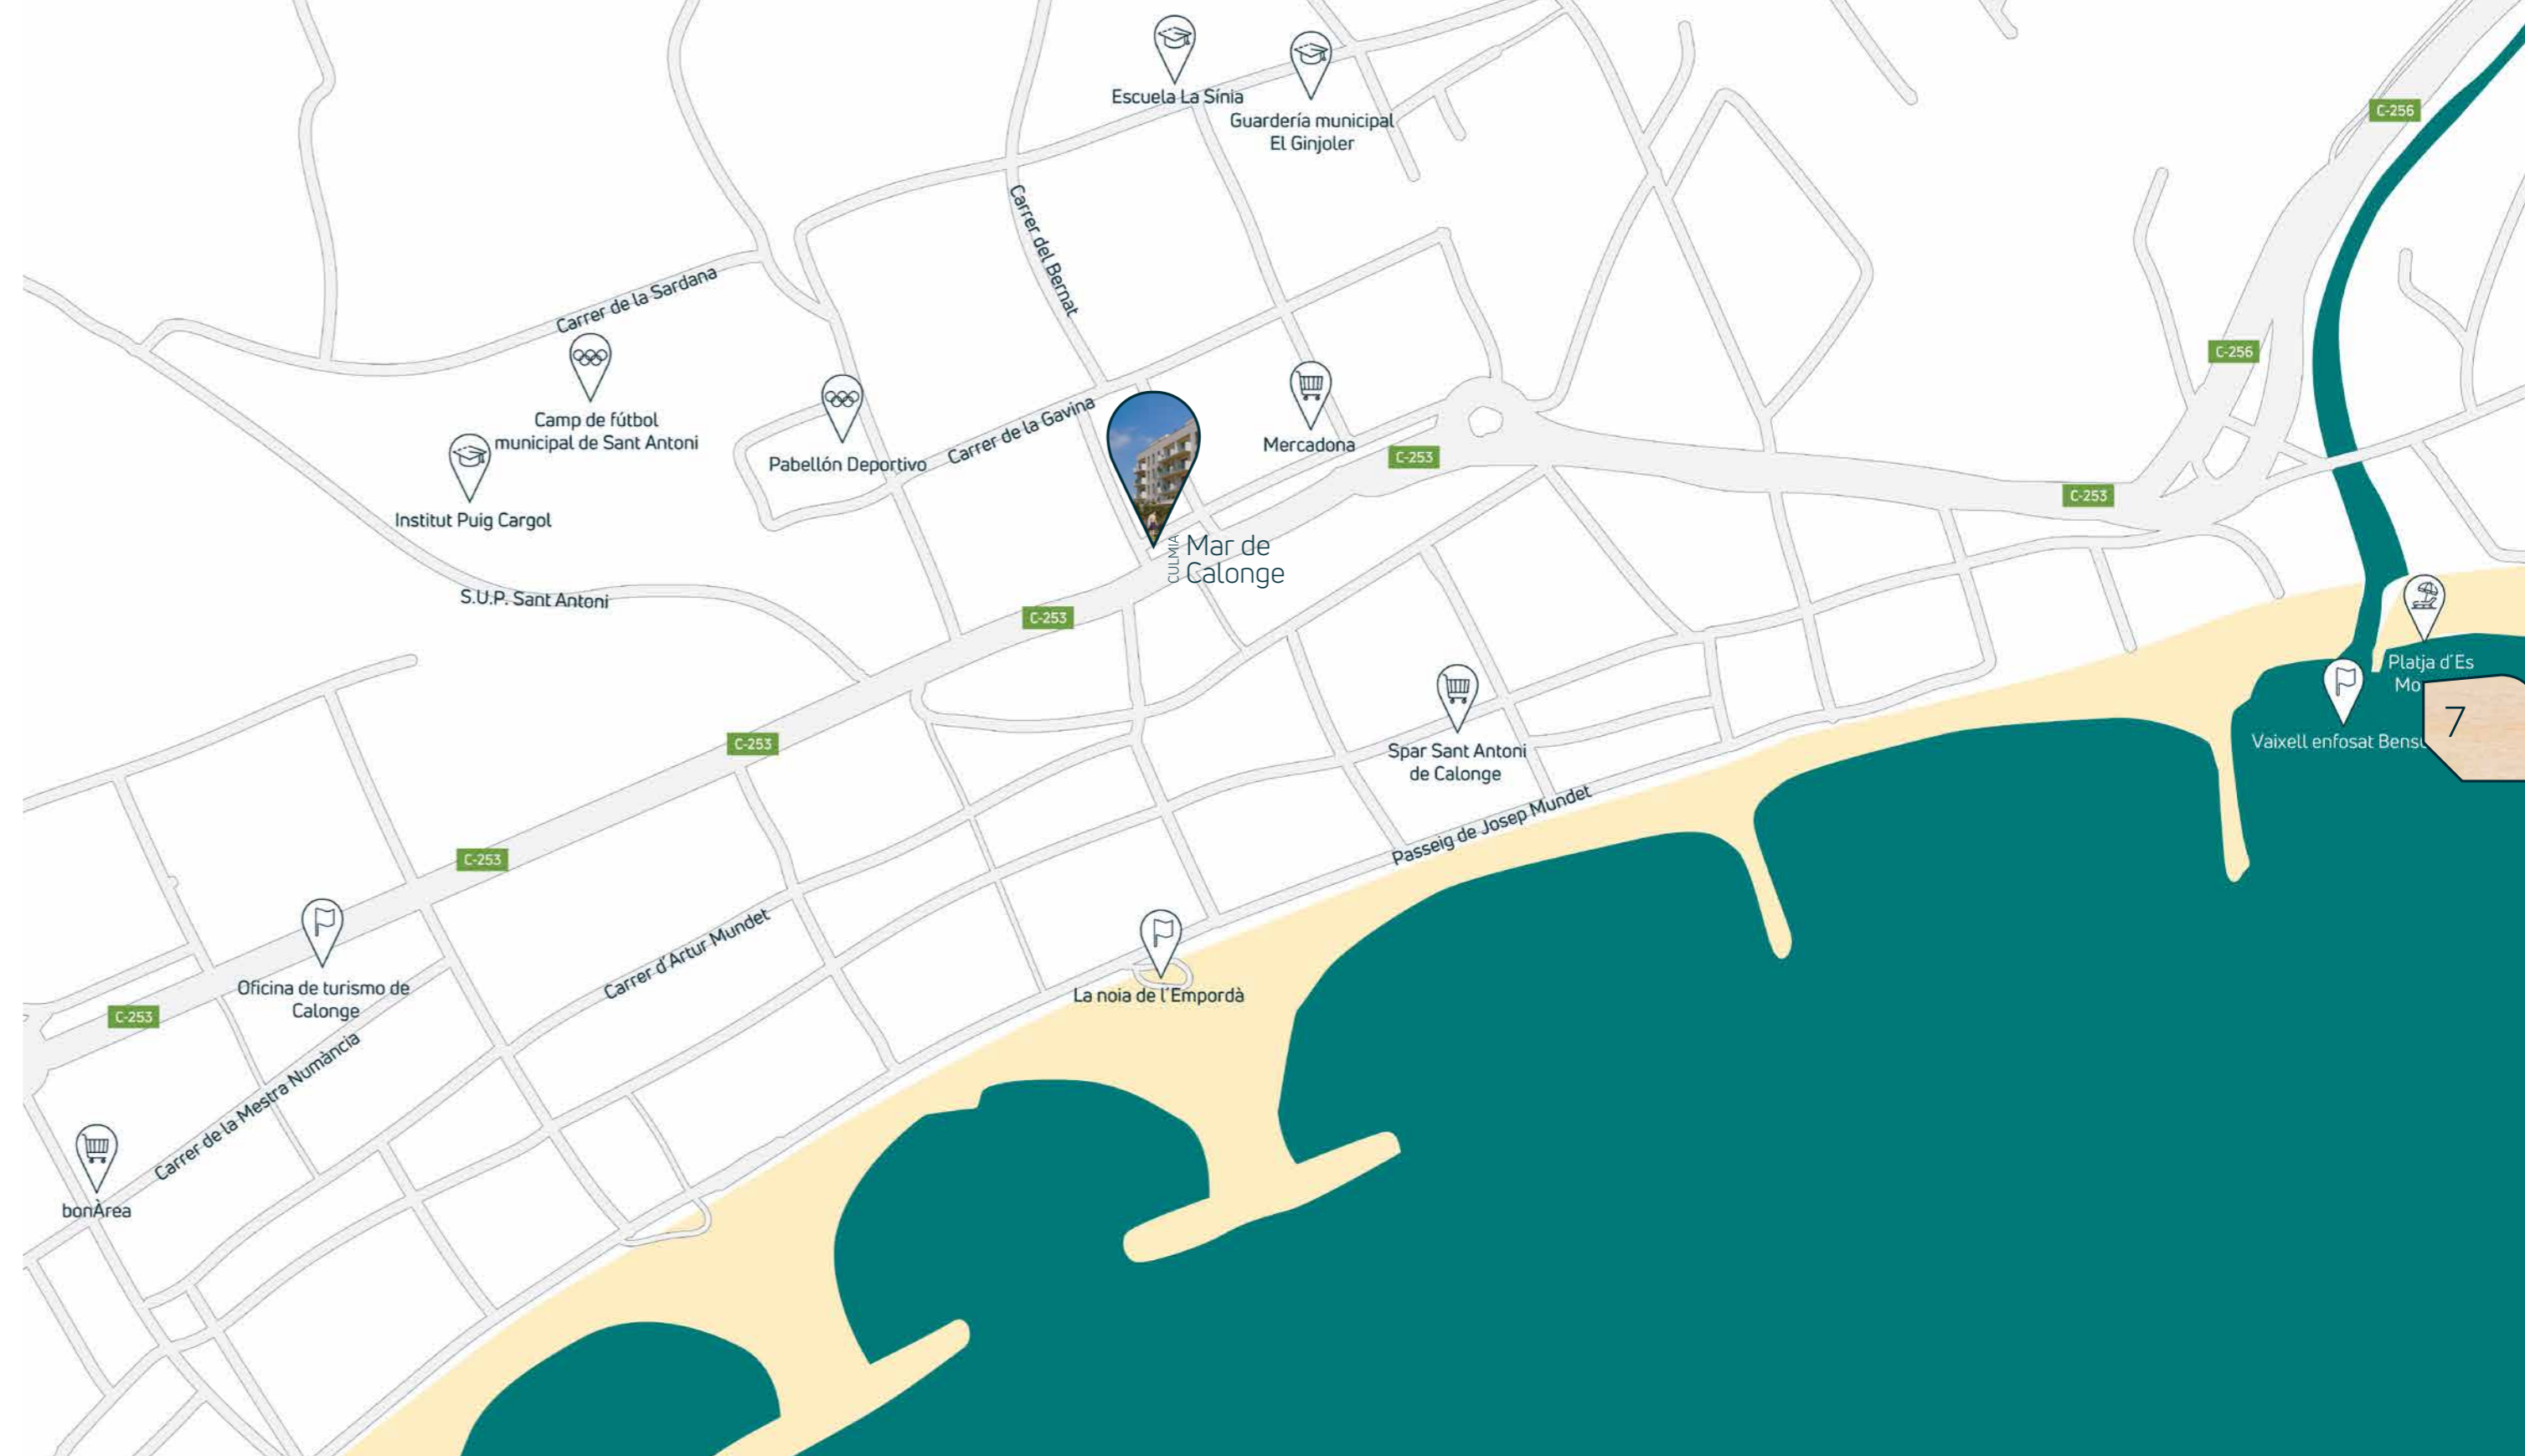 Escuela La Sínia
Guardería municipal
El Ginjoler
C-256
Carrer del Bernat
Carrer de la Sardana
C-256
Camp de fútbol
municipal de Sant Antoni
Pabellón Deportivo
Carrer de la Gavina
Mercadona
C-253
C-253
Institut Puig Cargol
CULMIA
Mar de
Calonge
S.U.P. Sant Antoni
C-253
Platja d'Es
Mo
7
Vaixell enfosat
C-253
Spar Sant Antoni
de Calonge
Passeig de Josep Mundet
C-253
Carrer d'Artur Mundet
Oficina de turismo de
Calonge
La noia de l'Empordà
C-253
Carrer de la Mestra Numància
bonÀrea